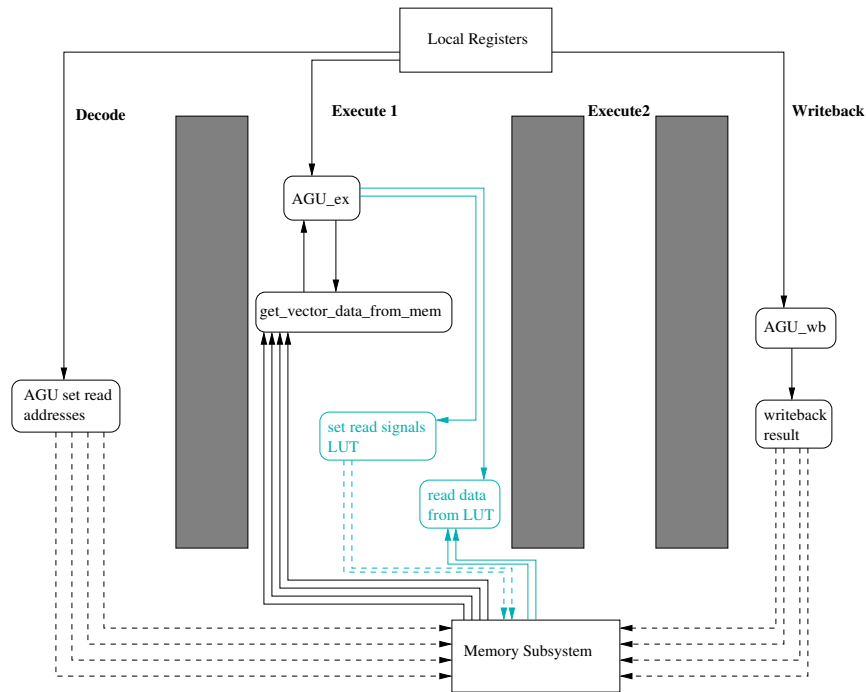 Local Registers
Decode
Execute 1
Execute2
Writeback
AGU_ex
get_vector_data_from_mem
AGU_wb
AGU set read
addresses
set read signals
LUT
writeback
result
read data
from LUT
Memory Subsystem